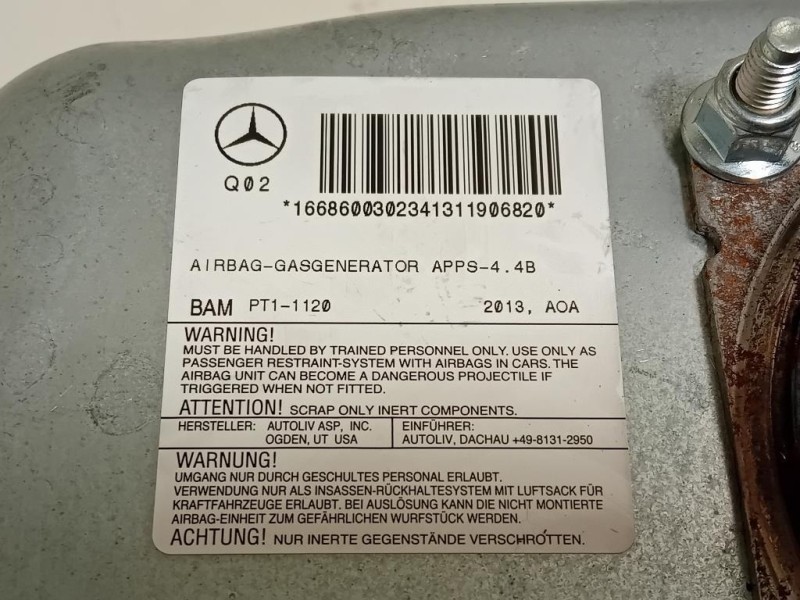 Q02
*16686003023413119068​20*
AIRBAG-GASGENERATOR APPS-4.4B
BAM PT1-1120 2013, AOA
WARNING!
MUST BE HANDLED BY TRAINED PERSONNEL ONLY. USE ONLY AS
PASSENGER RESTRAINT-SYSTEM WITH AIRBAGS IN CARS. THE
AIRBAG UNIT CAN BECOME A DANGEROUS PROJECTILE IF
TRIGGERED WHEN NOT FITTED.
ATTENTION! SCRAP ONLY INERT COMPONENTS.
HERSTELLER: AUTOLIV ASP, INC.
OGDEN, UT USA
EINFÜHRER:
AUTOLIV, DACHAU +49-8131-2950
WARNUNG!
UMGANG NUR DURCH GESCHULTES PERSONAL ERLAUBT.
VERWENDUNG NUR ALS INSASSEN-RÜCKHALTESYSTEM MIT LUFTSACK FÜR
KRAFTFAHRZEUGE ERLAUBT. BEI AUSLÖSUNG KANN DIE NICHT MONTIERTE
AIRBAG-EINHEIT ZUM GEFÄHRLICHEN WURFSTÜCK WERDEN.
ACHTUNG! NUR INERTE GEGENSTÄNDE VERSCHROTTEN.